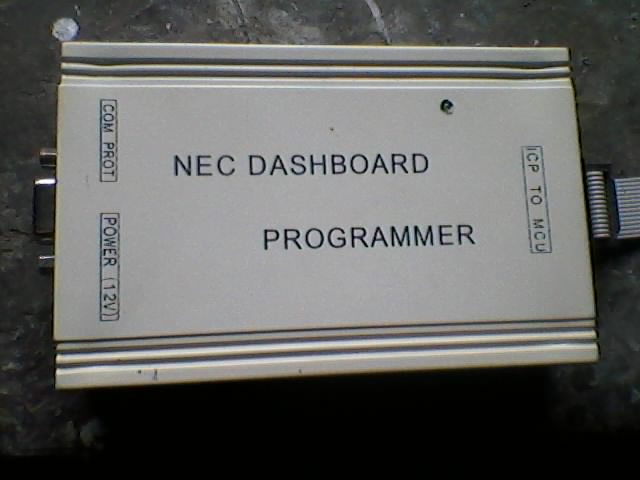 COM PROT
POWER (12V)
NEC DASHBOARD
PROGRAMMER
ICP TO MCU